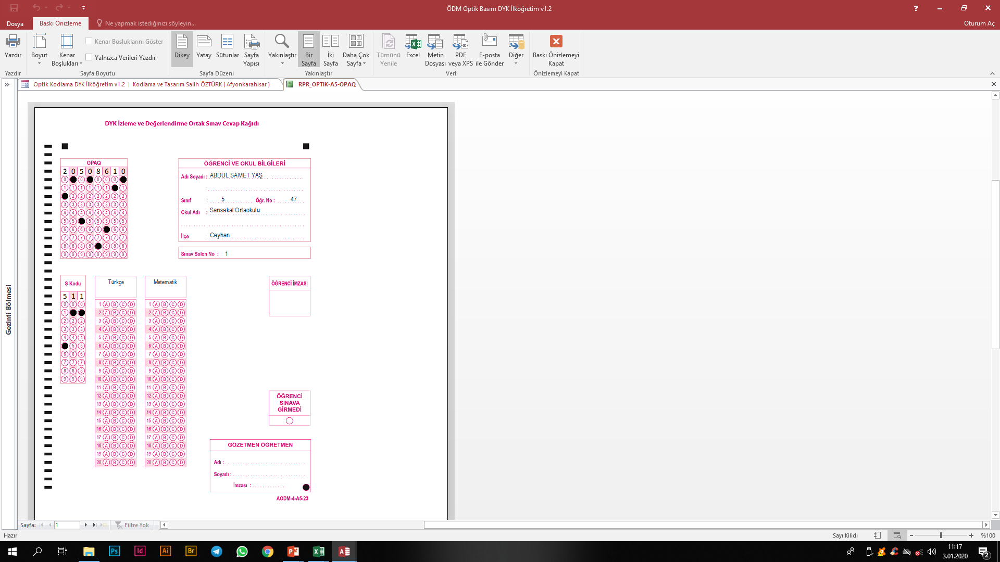 ÖDM Optik Basım DYK İlköğretim v1.2
Dosya
Baskı Önizleme
Ne yapmak istediğinizi söyleyin...
Oturum Aç
Yazdır
Boyut
Kenar Boşlukları
Kenar Boşluklarını Göster
Yalnızca Verileri Yazdır
Dikey
Yatay
Sütunlar
Sayfa Yapısı
Yakınlaştır
Bir Sayfa
İki Sayfa
Daha Çok Sayfa
Tümünü Yenile
Excel
Metin Dosyası
PDF veya XPS
E-posta ile Gönder
Diğer
Baskı Önizlemeyi Kapat
Yazdır
Sayfa Boyutu
Sayfa Düzeni
Yakınlaştır
Veri
Önizlemeyi Kapat
Optik Kodlama DYK İlköğretim v1.2 | Kodlama ve Tasarım Salih ÖZTÜRK ( Afyonkarahisar )
RPR_OPTIK-A5-OPAQ
Gezinti Bölmesi
DYK İzleme ve Değerlendirme Ortak Sınav Cevap Kağıdı
OPAQ
2 0 5 0 8 6 1 0
0 0 0 0 0
1 1 1 1 1 1 1
2 2 2 2 2 2 2
3 3 3 3 3 3 3 3
4 4 4 4 4 4 4 4
5 5 5 5 5 5 5
6 6 6 6 6 6 6
7 7 7 7 7 7 7 7
8 8 8 8 8 8 8
9 9 9 9 9 9 9 9
ÖĞRENCİ VE OKUL BİLGİLERİ
Adı Soyadı : ABDÜL SAMET YAŞ
:
Sınıf : 5 Öğr. No : 47
Okul Adı : Sarısakal Ortaokulu
İlçe : Ceyhan
Sınav Solon No : 1
S Kodu
5 1 1
0 0 0
1
2 2 2
3 3 3
4 4 4
5 5
6 6 6
7 7 7
8 8 8
9 9 9
Türkçe
1 A B C D
2 A B C D
3 A B C D
4 A B C D
5 A B C D
6 A B C D
7 A B C D
8 A B C D
9 A B C D
10 A B C D
11 A B C D
12 A B C D
13 A B C D
14 A B C D
15 A B C D
16 A B C D
17 A B C D
18 A B C D
19 A B C D
20 A B C D
Matematik
1 A B C D
2 A B C D
3 A B C D
4 A B C D
5 A B C D
6 A B C D
7 A B C D
8 A B C D
9 A B C D
10 A B C D
11 A B C D
12 A B C D
13 A B C D
14 A B C D
15 A B C D
16 A B C D
17 A B C D
18 A B C D
19 A B C D
20 A B C D
ÖĞRENCİ İMZASI
ÖĞRENCİ
SINAVA
GİRMEDİ
GÖZETMEN ÖĞRETMEN
Adı :
Soyadı :
İmzası :
AODM-4-A5-23
Sayfa: 1
Filtre Yok
Hazır
Sayı Kilidi
%100
Ps
Id
Ai
Br
11:17
3.01.2020
2